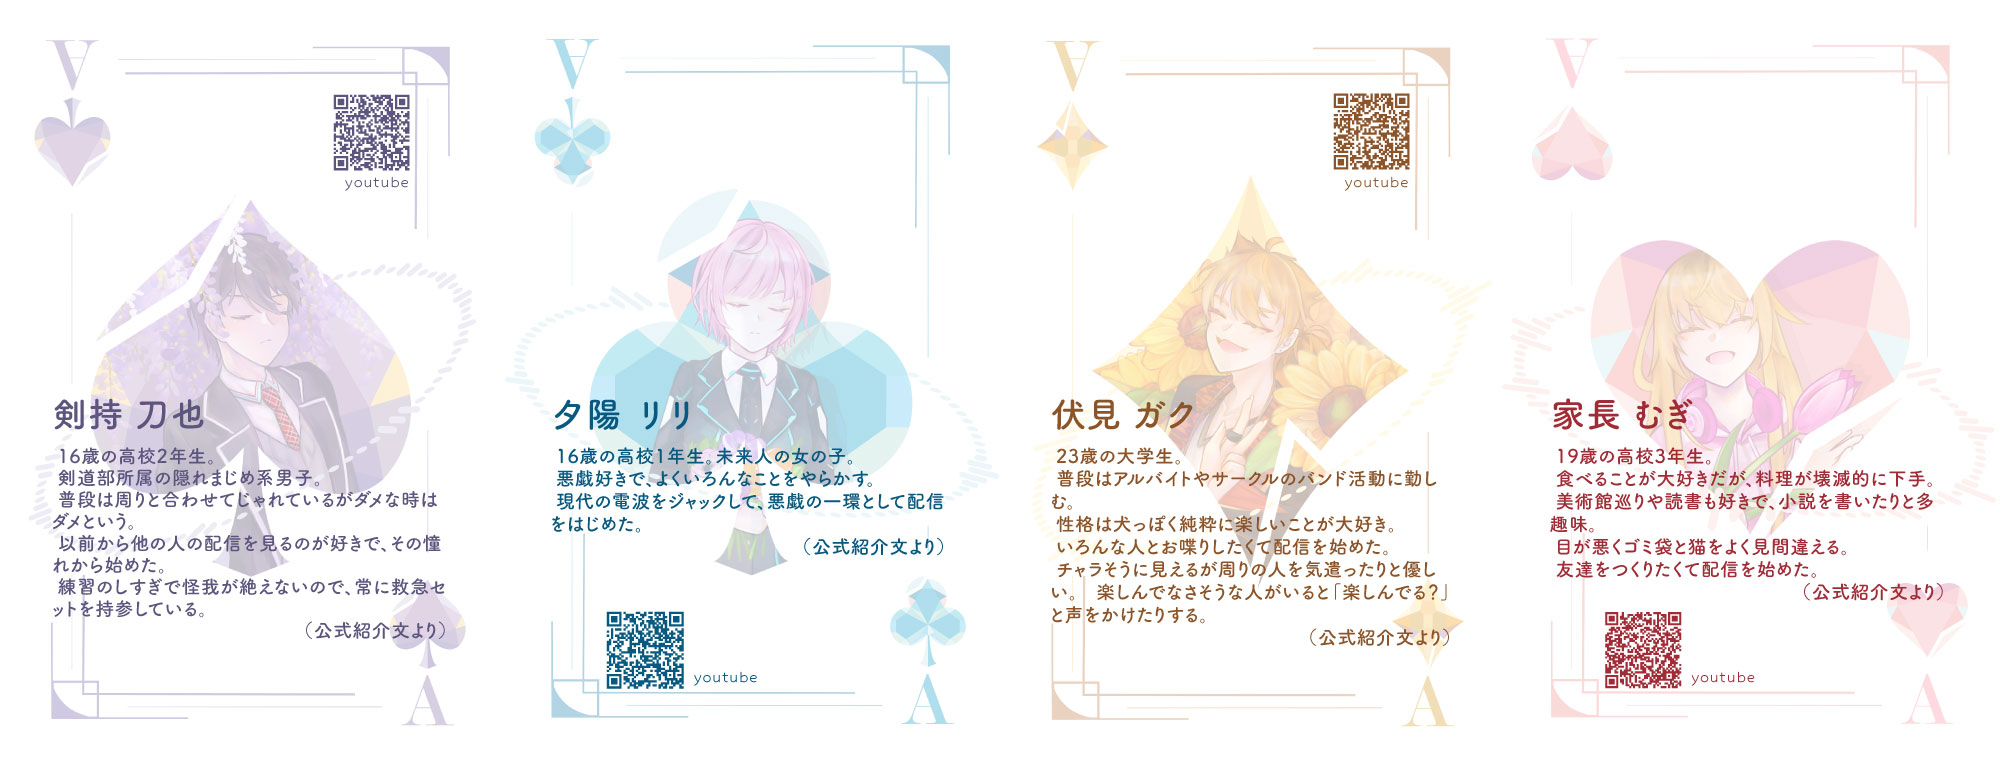 A
youtube
剣持 刀也
16歳の高校2年生。
剣道部所属の隠れまじめ系男子。
普段は周りと合わせてじゃれているがダメな時は
ダメという。
以前から他の人の配信を見るのが好きで、その憧
れから始めた。
練習のしすぎで怪我が絶えないので、常に救急セ
ットを持参している。
（公式紹介文より）
A
A
夕陽 リリ
16歳の高校1年生。未来人の女の子。
悪戯好きで、よくいろんなことをやらかす。
現代の電波をジャックして、悪戯の一環として配信
をはじめた。
（公式紹介文より）
youtube
A
A
youtube
伏見 ガク
23歳の大学生。
普段はアルバイトやサークルのバンド活動に勤し
む。
性格は犬っぽく純粋に楽しいことが大好き。
いろんな人とお喋りしたくて配信を始めた。
チャラそうに見えるが周りの人を気遣ったりと優し
い。 楽しんでなさそうな人がいると「楽しんでる?」
と声をかけたりする。
（公式紹介文より）
A
A
家長 むぎ
19歳の高校3年生。
食べることが大好きだが、料理が壊滅的に下手。
美術館巡りや読書も好きで、小説を書いたりと多
趣味。
目が悪くゴミ袋と猫をよく見間違える。
友達をつくりたくて配信を始めた。
（公式紹介文より）
youtube
A